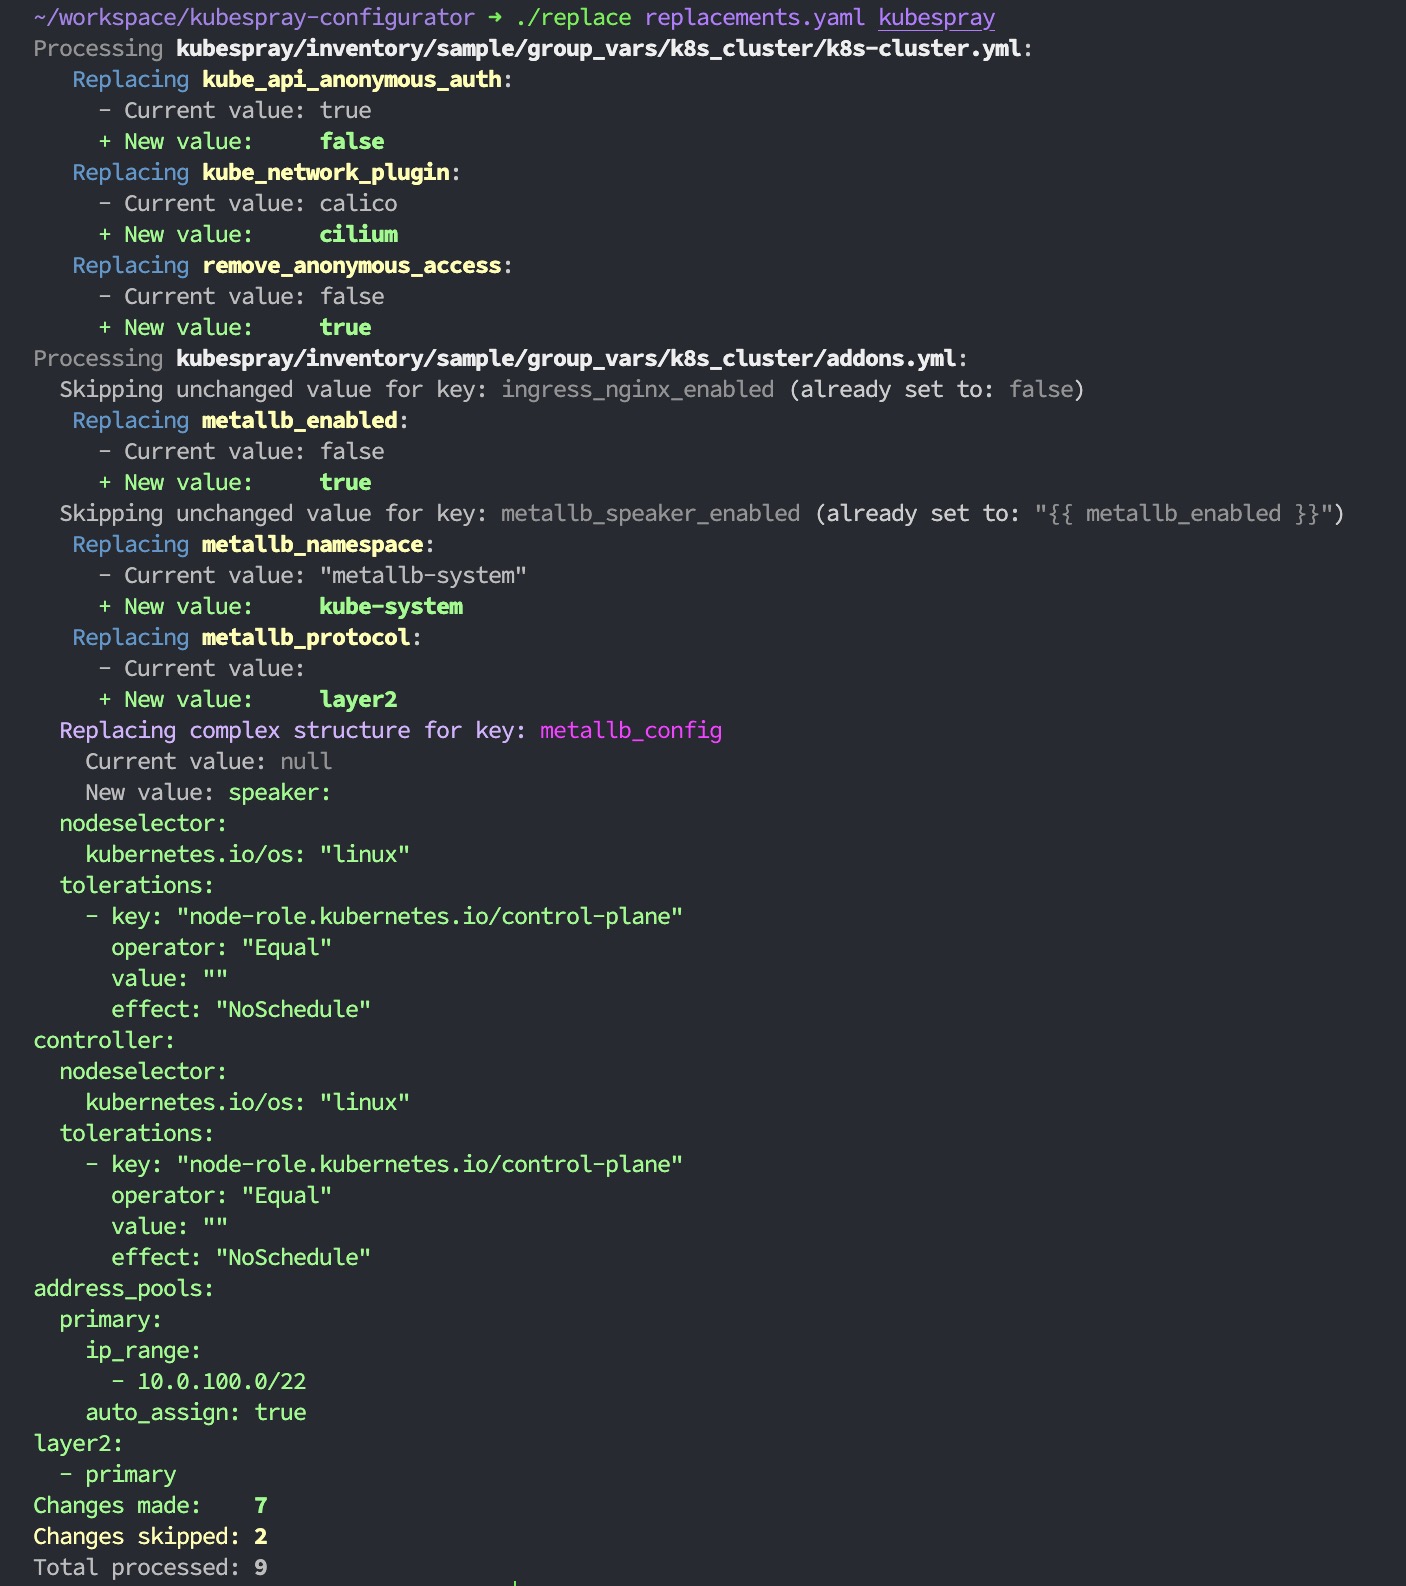 ~/workspace/kubespray-configurator ➜ ./replace replacements.yaml kubespray
Processing kubespray/inventory/sample/group_vars/k8s_cluster/k8s-cluster.yml:
   Replacing kube_api_anonymous_auth:
     - Current value: true
     + New value:     false
   Replacing kube_network_plugin:
     - Current value: calico
     + New value:     cilium
   Replacing remove_anonymous_access:
     - Current value: false
     + New value:     true
Processing kubespray/inventory/sample/group_vars/k8s_cluster/addons.yml:
  Skipping unchanged value for key: ingress_nginx_enabled (already set to: false)
   Replacing metallb_enabled:
     - Current value: false
     + New value:     true
  Skipping unchanged value for key: metallb_speaker_enabled (already set to: "{{ metallb_enabled }}")
   Replacing metallb_namespace:
     - Current value: "metallb-system"
     + New value:     kube-system
   Replacing metallb_protocol:
     - Current value:
     + New value:     layer2
  Replacing complex structure for key: metallb_config
    Current value: null
    New value: speaker:
  nodeselector:
    kubernetes.io/os: "linux"
  tolerations:
    - key: "node-role.kubernetes.io/control-plane"
      operator: "Equal"
      value: ""
      effect: "NoSchedule"
controller:
  nodeselector:
    kubernetes.io/os: "linux"
  tolerations:
    - key: "node-role.kubernetes.io/control-plane"
      operator: "Equal"
      value: ""
      effect: "NoSchedule"
address_pools:
  primary:
    ip_range:
      - 10.0.100.0/22
    auto_assign: true
layer2:
  - primary
Changes made:    7
Changes skipped: 2
Total processed: 9